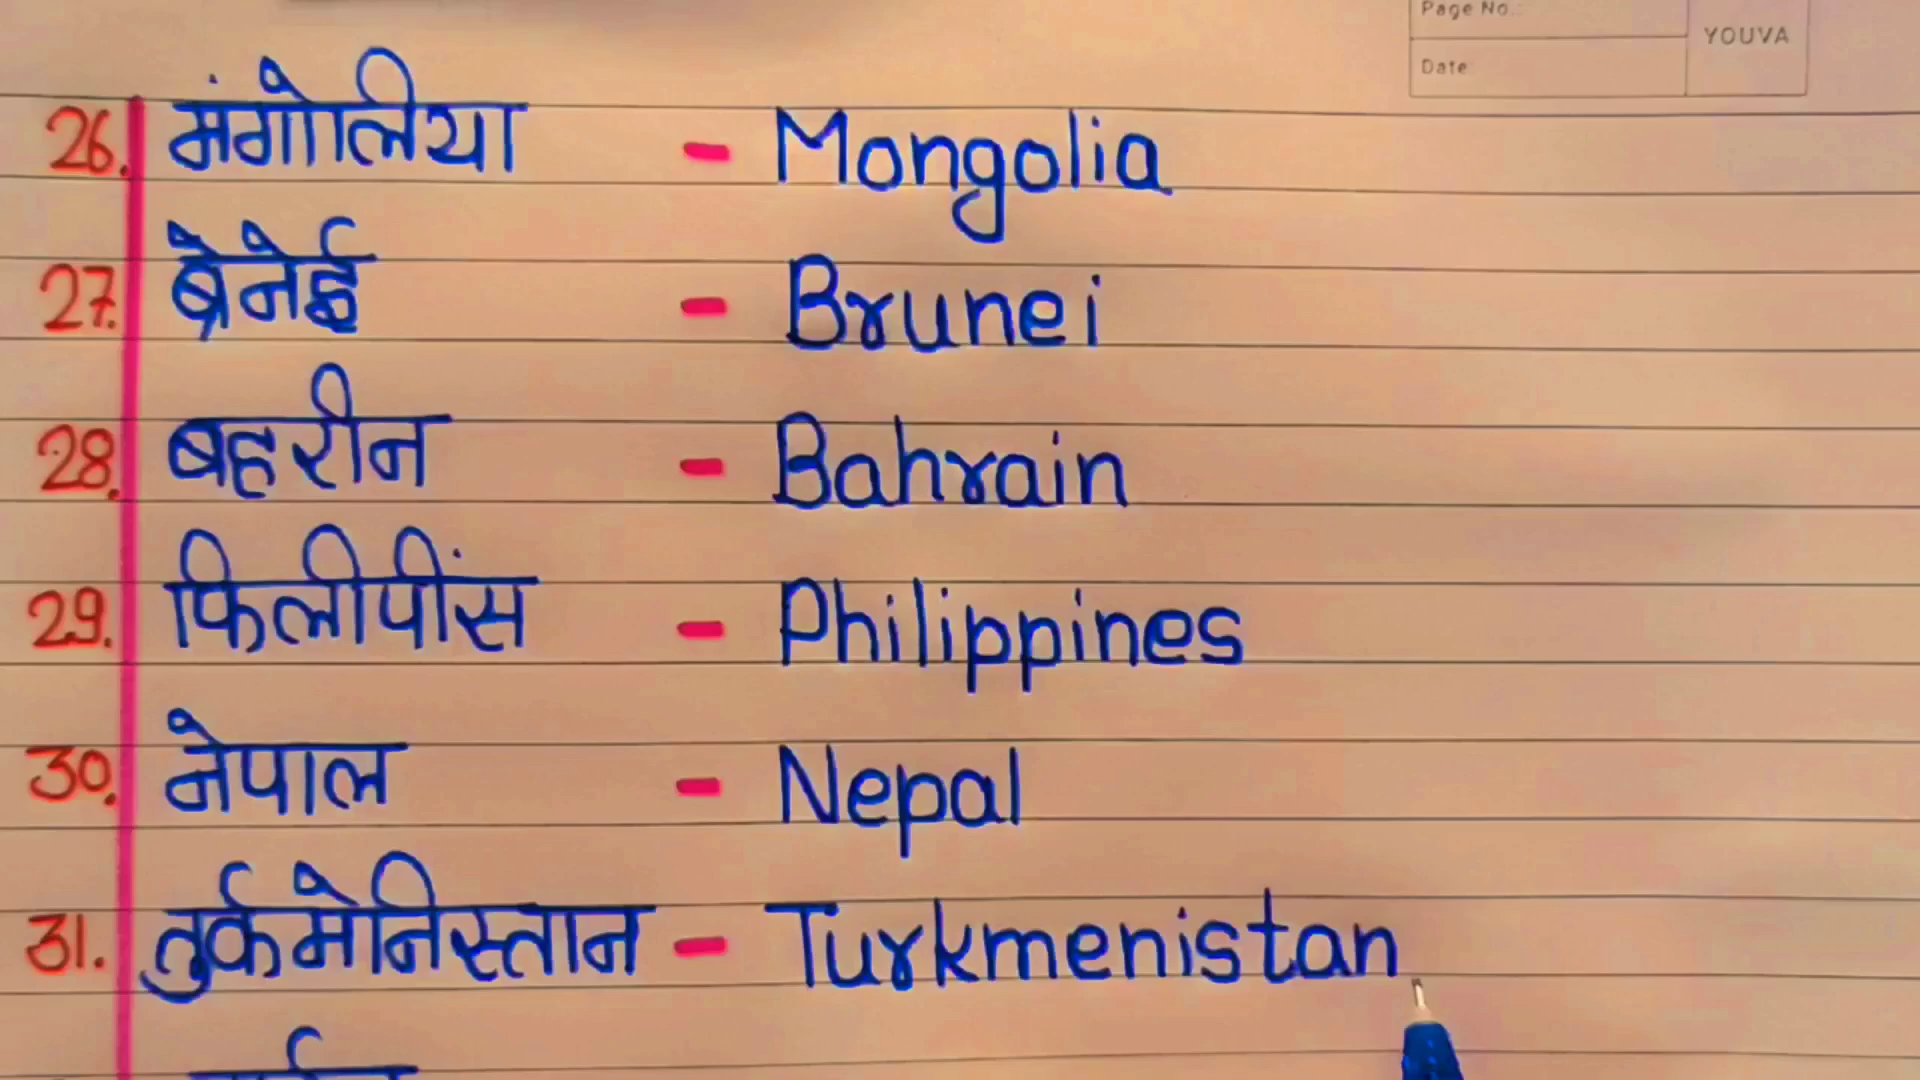 Page No.:
YOUVA
Date
26. मंगोलिया - Mongolia
27. ब्रेनेई - Brunei
28. बहरीन - Bahrain
29. फिलीपींस - Philippines
30. नेपाल - Nepal
31. तुर्कमेनिस्तान - Turkmenistan